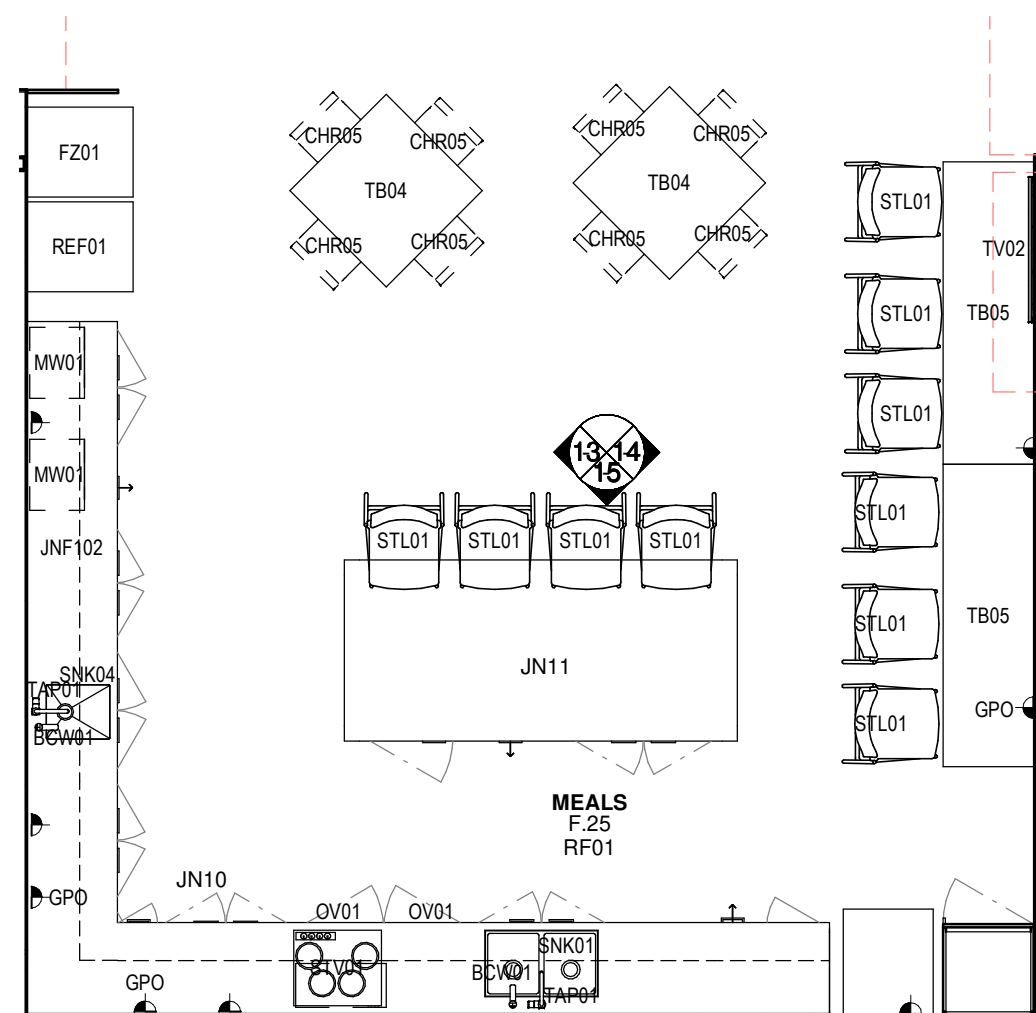 FZ01
REF01
CHR05
CHR05
TB04
CHR05
CHR05
CHR05
CHR05
TB04
CHR05
CHR05
STL01
TV02
STL01
TB05
STL01
MW01
MW01
13
14
15
STL01
STL01
STL01
STL01
STL01
JNF102
STL01
TB05
JN11
SNK04
TAP01
BCW01
STL01
GPO
MEALS
F.25
RF01
GPO
JN10
OV01
OV01
STV01
BCW01
SNK01
TAP01
GPO